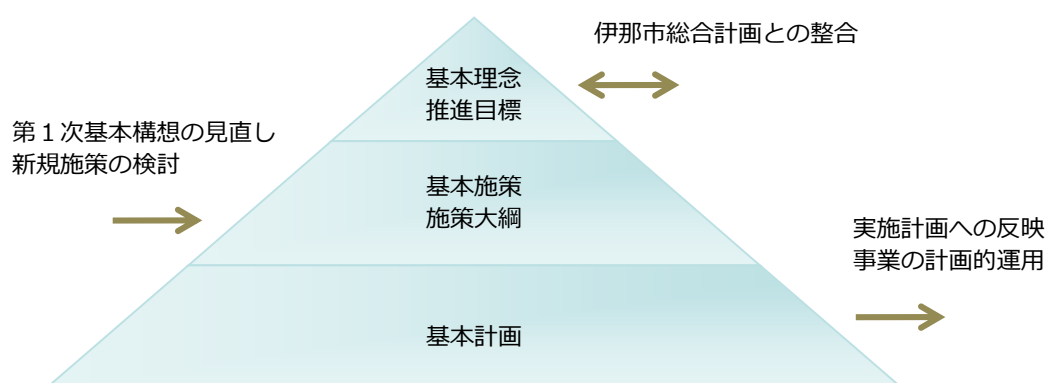 伊那市総合計画との整合
基本理念
推進目標
第１次基本構想の見直し
新規施策の検討
基本施策
施策大綱
実施計画への反映
事業の計画的運用
基本計画